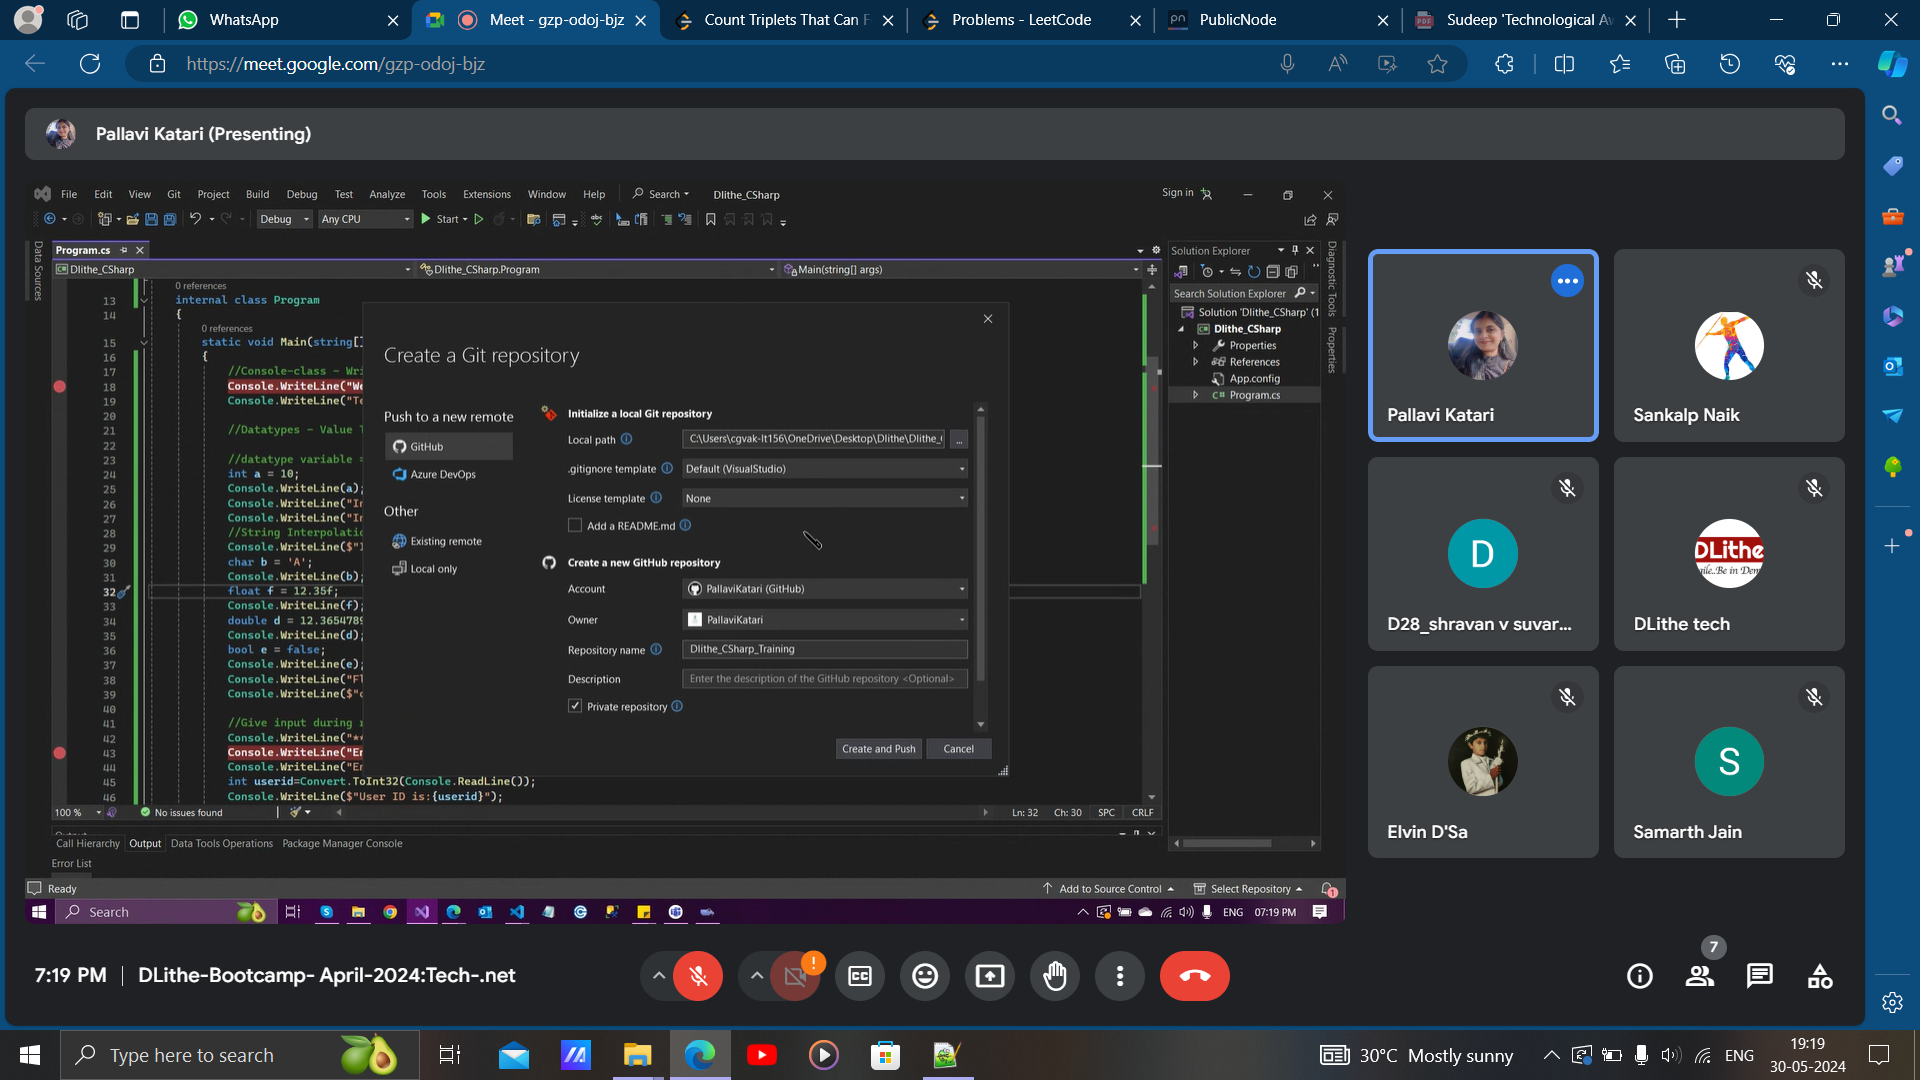 WhatsApp
Meet - gzp-odoj-bjz
Count Triplets That Can F
Problems - LeetCode
PublicNode
Sudeep 'Technological Aw
https://meet.google.com/gzp-odoj-bjz
Pallavi Katari (Presenting)
File Edit View Git Project Build Debug Test Analyze Tools Extensions Window Help Search Dlithe_CSharp
Sign in
Debug Any CPU Start
Data Sources
Program.cs
Dlithe_CSharp Dlithe_CSharp.Program Main(string[] args)
0 references
13 internal class Program
14 {
0 references
15 static void Main(string[]
16 {
17 //Console-class - Wri
18 Console.WriteLine("We
19 Console.WriteLine("Te
20
21 //Datatypes - Value T
22
23 //datatype variable =
24 int a = 10;
25 Console.WriteLine(a);
26 Console.WriteLine("In
27 Console.WriteLine("In
28 //String Interpolatio
29 Console.WriteLine($"I
30 char b = 'A';
31 Console.WriteLine(b);
32 float f = 12.35f;
33 Console.WriteLine(f);
34 double d = 12.3654789
35 Console.WriteLine(d);
36 bool e = false;
37 Console.WriteLine(e);
38 Console.WriteLine("Fl
39 Console.WriteLine($"c
40
41 //Give input during r
42 Console.WriteLine("**
43 Console.WriteLine("En
44 Console.WriteLine("En
45 int userid=Convert.ToInt32(Console.ReadLine());
46 Console.WriteLine($"User ID is:{userid}");
Create a Git repository
Push to a new remote
GitHub
Azure DevOps
Other
Existing remote
Local only
Initialize a local Git repository
Local path C:\Users\cgvak-lt156\OneDrive\Desktop\Dlithe\Dlithe_( ...
.gitignore template Default (VisualStudio)
License template None
Add a README.md
Create a new GitHub repository
Account PallaviKatari (GitHub)
Owner PallaviKatari
Repository name Dlithe_CSharp_Training
Description Enter the description of the GitHub repository <Optional>
Private repository
Create and Push Cancel
Solution Explorer
Search Solution Explorer
Solution 'Dlithe_CSharp' (1
Dlithe_CSharp
Properties
References
App.config
C# Program.cs
Diagnostic Tools
Properties
100 % No issues found Ln: 32 Ch: 30 SPC CRLF
Output
Call Hierarchy Output Data Tools Operations Package Manager Console
Error List
Ready Add to Source Control Select Repository 1
Search ENG 07:19 PM
Pallavi Katari
Sankalp Naik
D
D28_shravan v suvar...
DLithe
DLithe tech
Elvin D'Sa
S
Samarth Jain
7:19 PM | DLithe-Bootcamp- April-2024:Tech-.net
!
CC
7
Type here to search
30°C Mostly sunny
ENG
19:19
30-05-2024